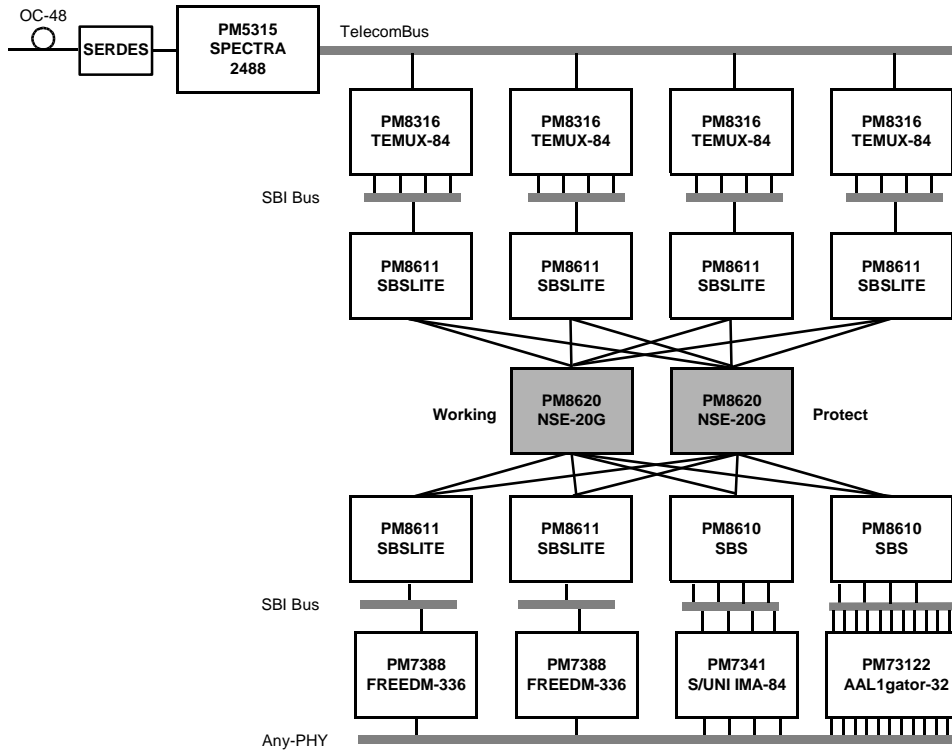 OC-48
SERDES
PM5315
SPECTRA
2488
TelecomBus
PM8316
TEMUX-84
PM8316
TEMUX-84
PM8316
TEMUX-84
PM8316
TEMUX-84
SBI Bus
PM8611
SBSLITE
PM8611
SBSLITE
PM8611
SBSLITE
PM8611
SBSLITE
Working
PM8620
NSE-20G
PM8620
NSE-20G
Protect
PM8611
SBSLITE
PM8611
SBSLITE
PM8610
SBS
PM8610
SBS
SBI Bus
PM7388
FREEDM-336
PM7388
FREEDM-336
PM7341
S/UNI IMA-84
PM73122
AAL1gator-32
Any-PHY